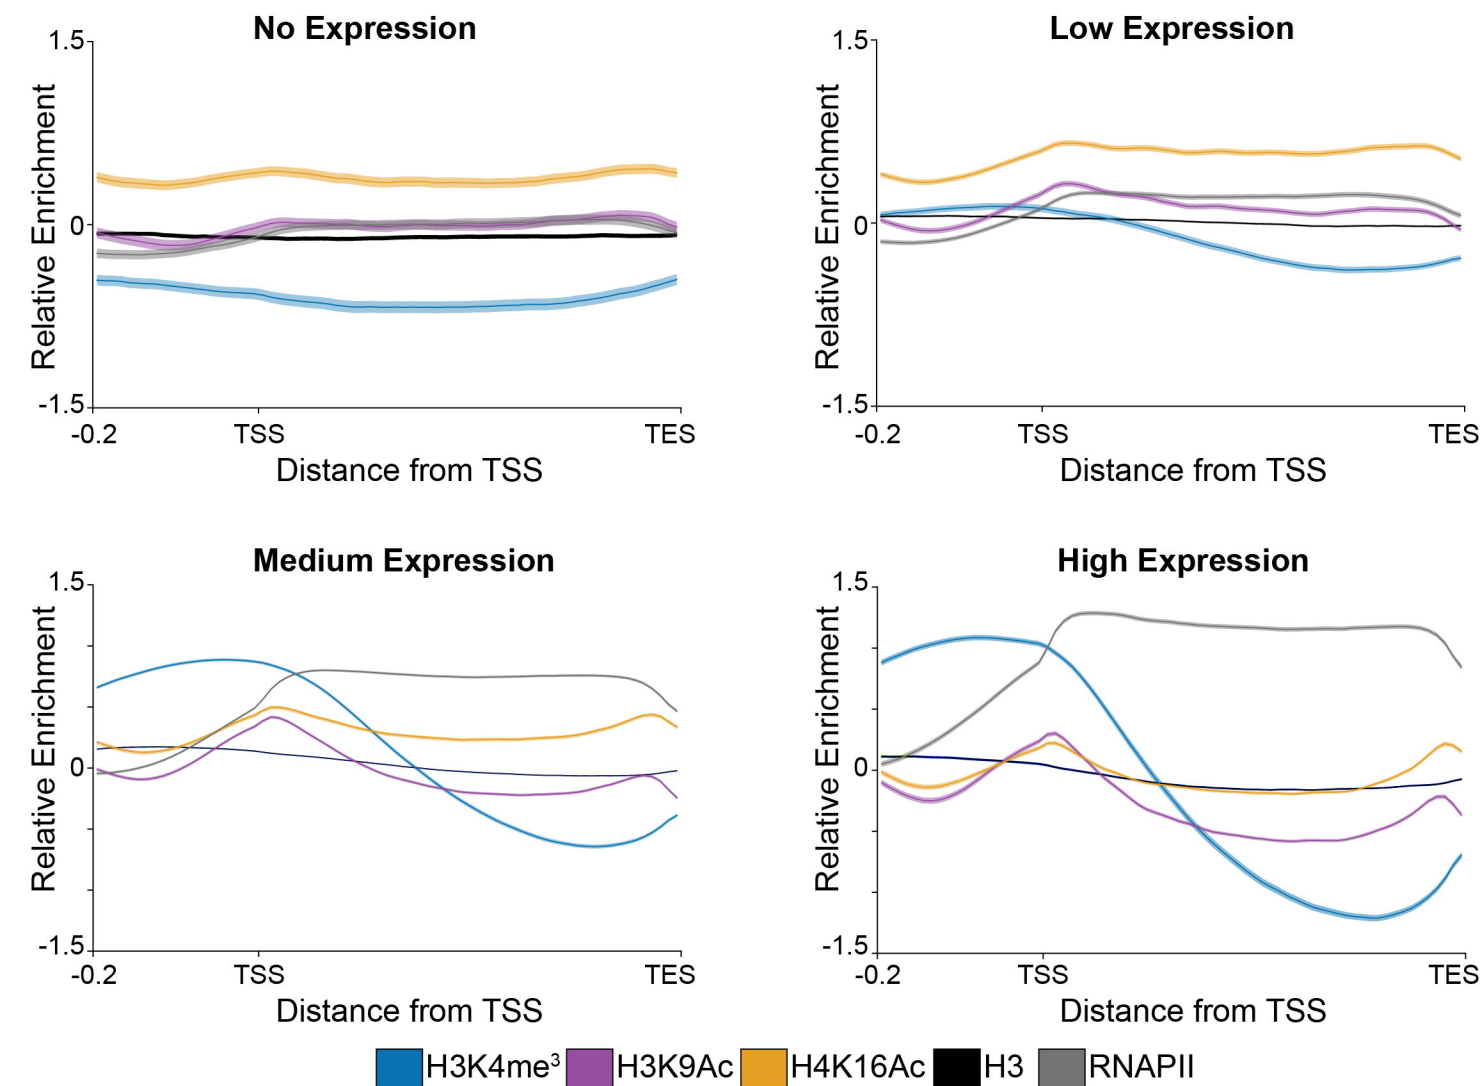 No Expression
1.5
0
-1.5
Relative Enrichment
-0.2 TSS TES
Distance from TSS
Low Expression
1.5
0
-1.5
Relative Enrichment
-0.2 TSS TES
Distance from TSS
Medium Expression
1.5
0
-1.5
Relative Enrichment
-0.2 TSS TES
Distance from TSS
High Expression
1.5
0
-1.5
Relative Enrichment
-0.2 TSS TES
Distance from TSS
H3K4me³ H3K9Ac H4K16Ac H3 RNAPII